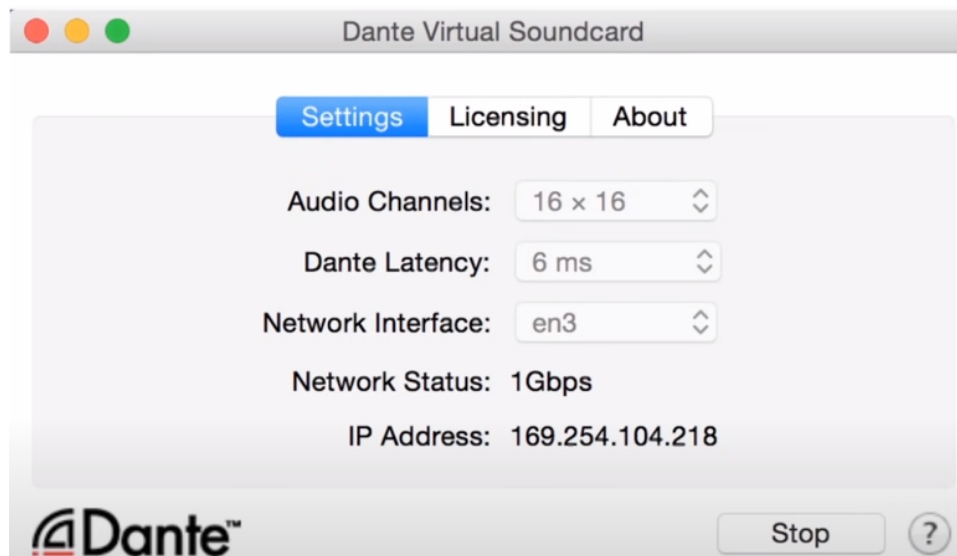 Dante Virtual Soundcard
Settings Licensing About
Audio Channels: 16 × 16
Dante Latency: 6 ms
Network Interface: en3
Network Status: 1Gbps
IP Address: 169.254.104.218
Dante™ Stop ?